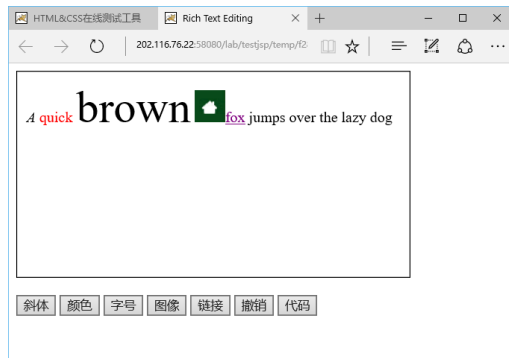 HTML&CSS在线测试工具 Rich Text Editing
202.116.76.22:58080/lab/testjsp/temp/f2
A quick brown fox jumps over the lazy dog
斜体 颜色 字号 图像 链接 撤销 代码